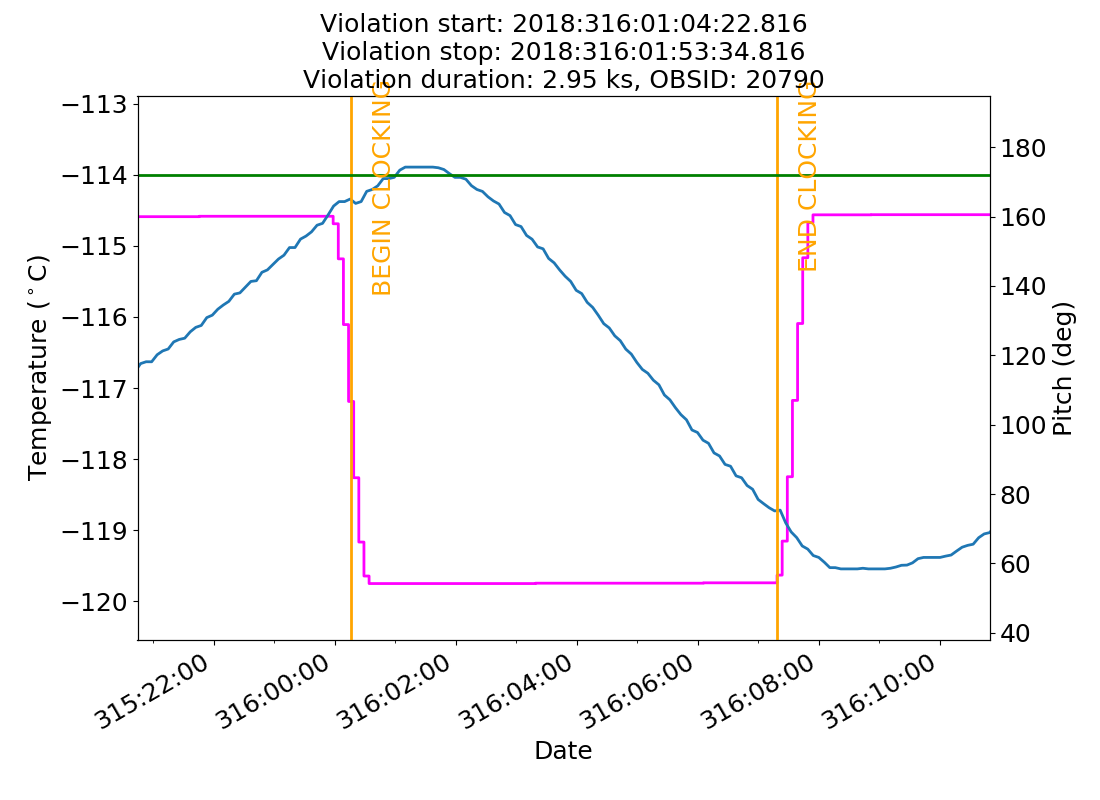 Violation start: 2018:316:01:04:22.816
Violation stop: 2018:316:01:53:34.816
Violation duration: 2.95 ks, OBSID: 20790
−113
−114
−115
−116
−117
−118
−119
−120
Temperature (°C)
BEGIN CLOCKING
END CLOCKING
180
160
140
120
100
80
60
40
Pitch (deg)
315:22:00
316:00:00
316:02:00
316:04:00
316:06:00
316:08:00
316:10:00
Date